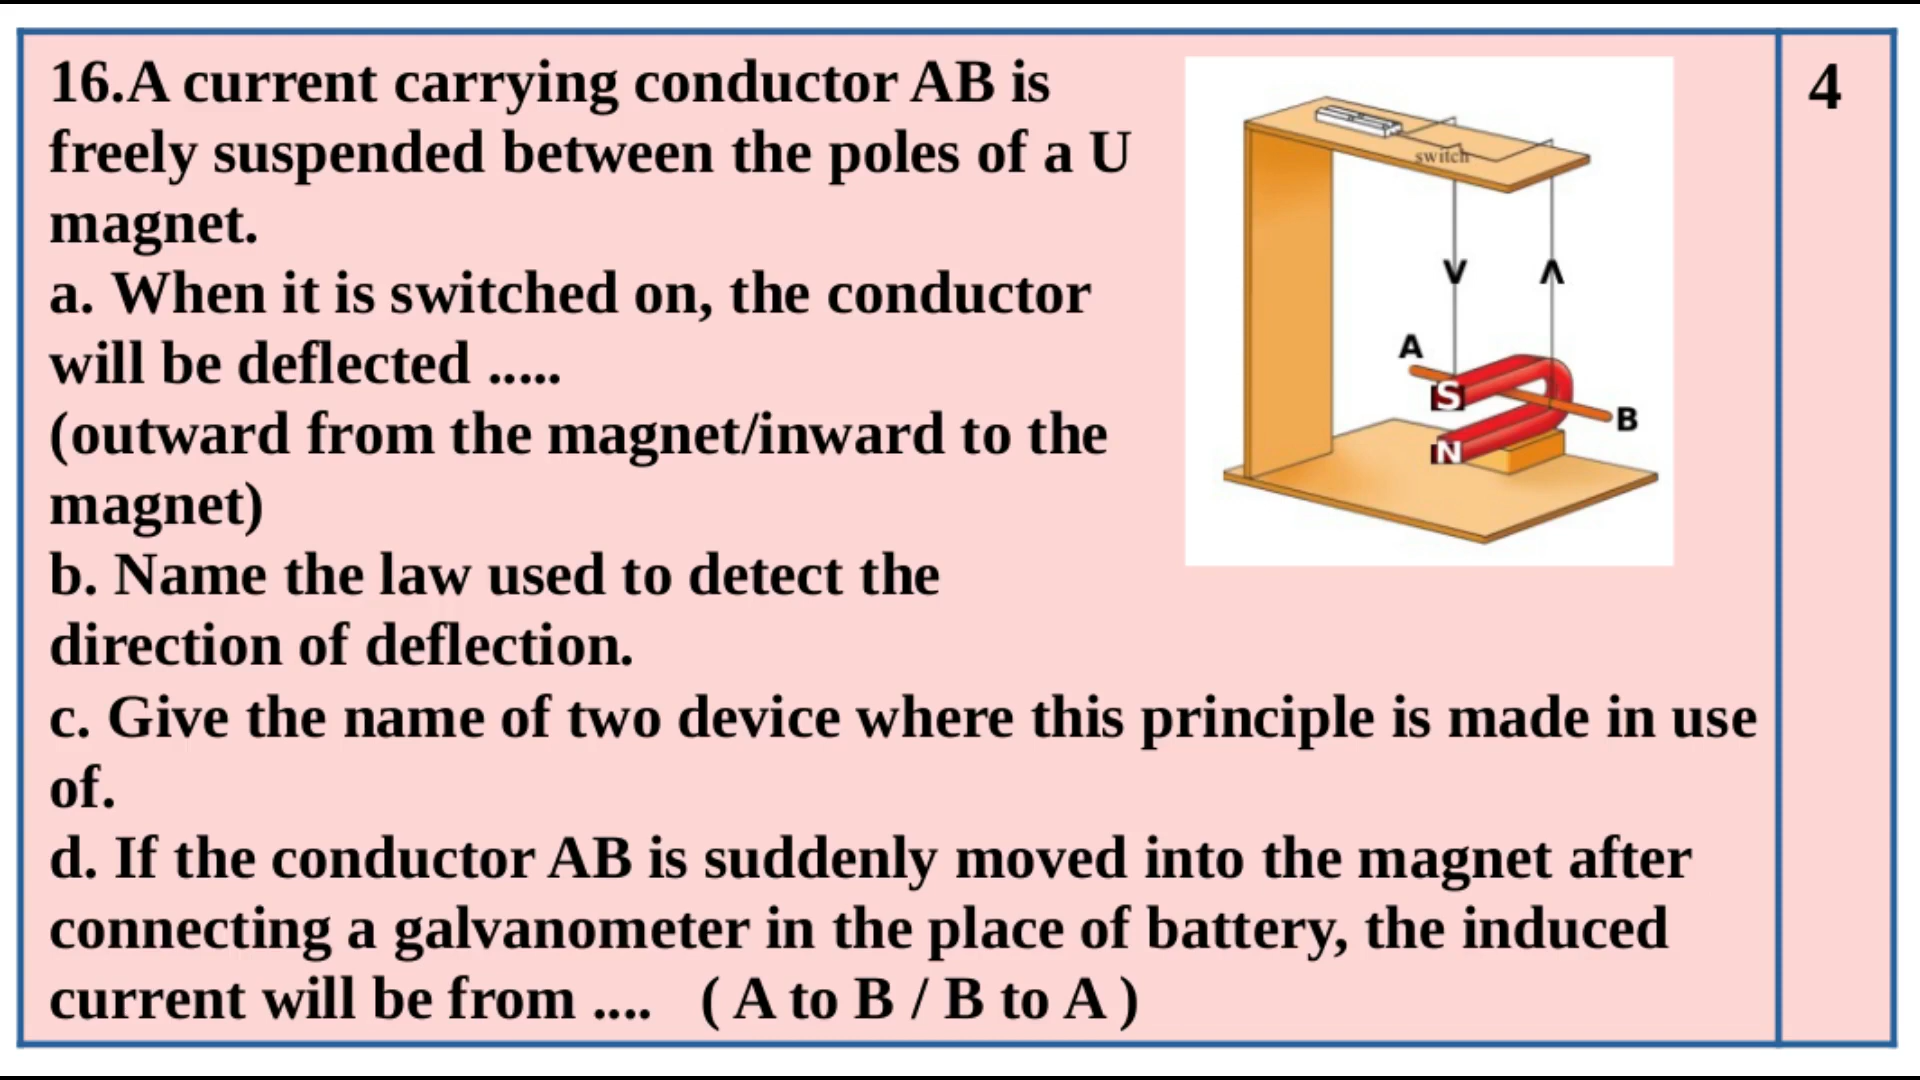 16.A current carrying conductor AB is
freely suspended between the poles of a U
magnet.
a. When it is switched on, the conductor
will be deflected .....
(outward from the magnet/inward to the
magnet)
b. Name the law used to detect the
direction of deflection.
c. Give the name of two device where this principle is made in use
of.
d. If the conductor AB is suddenly moved into the magnet after
connecting a galvanometer in the place of battery, the induced
current will be from .... ( A to B / B to A )
4
switch
A
S
B
N